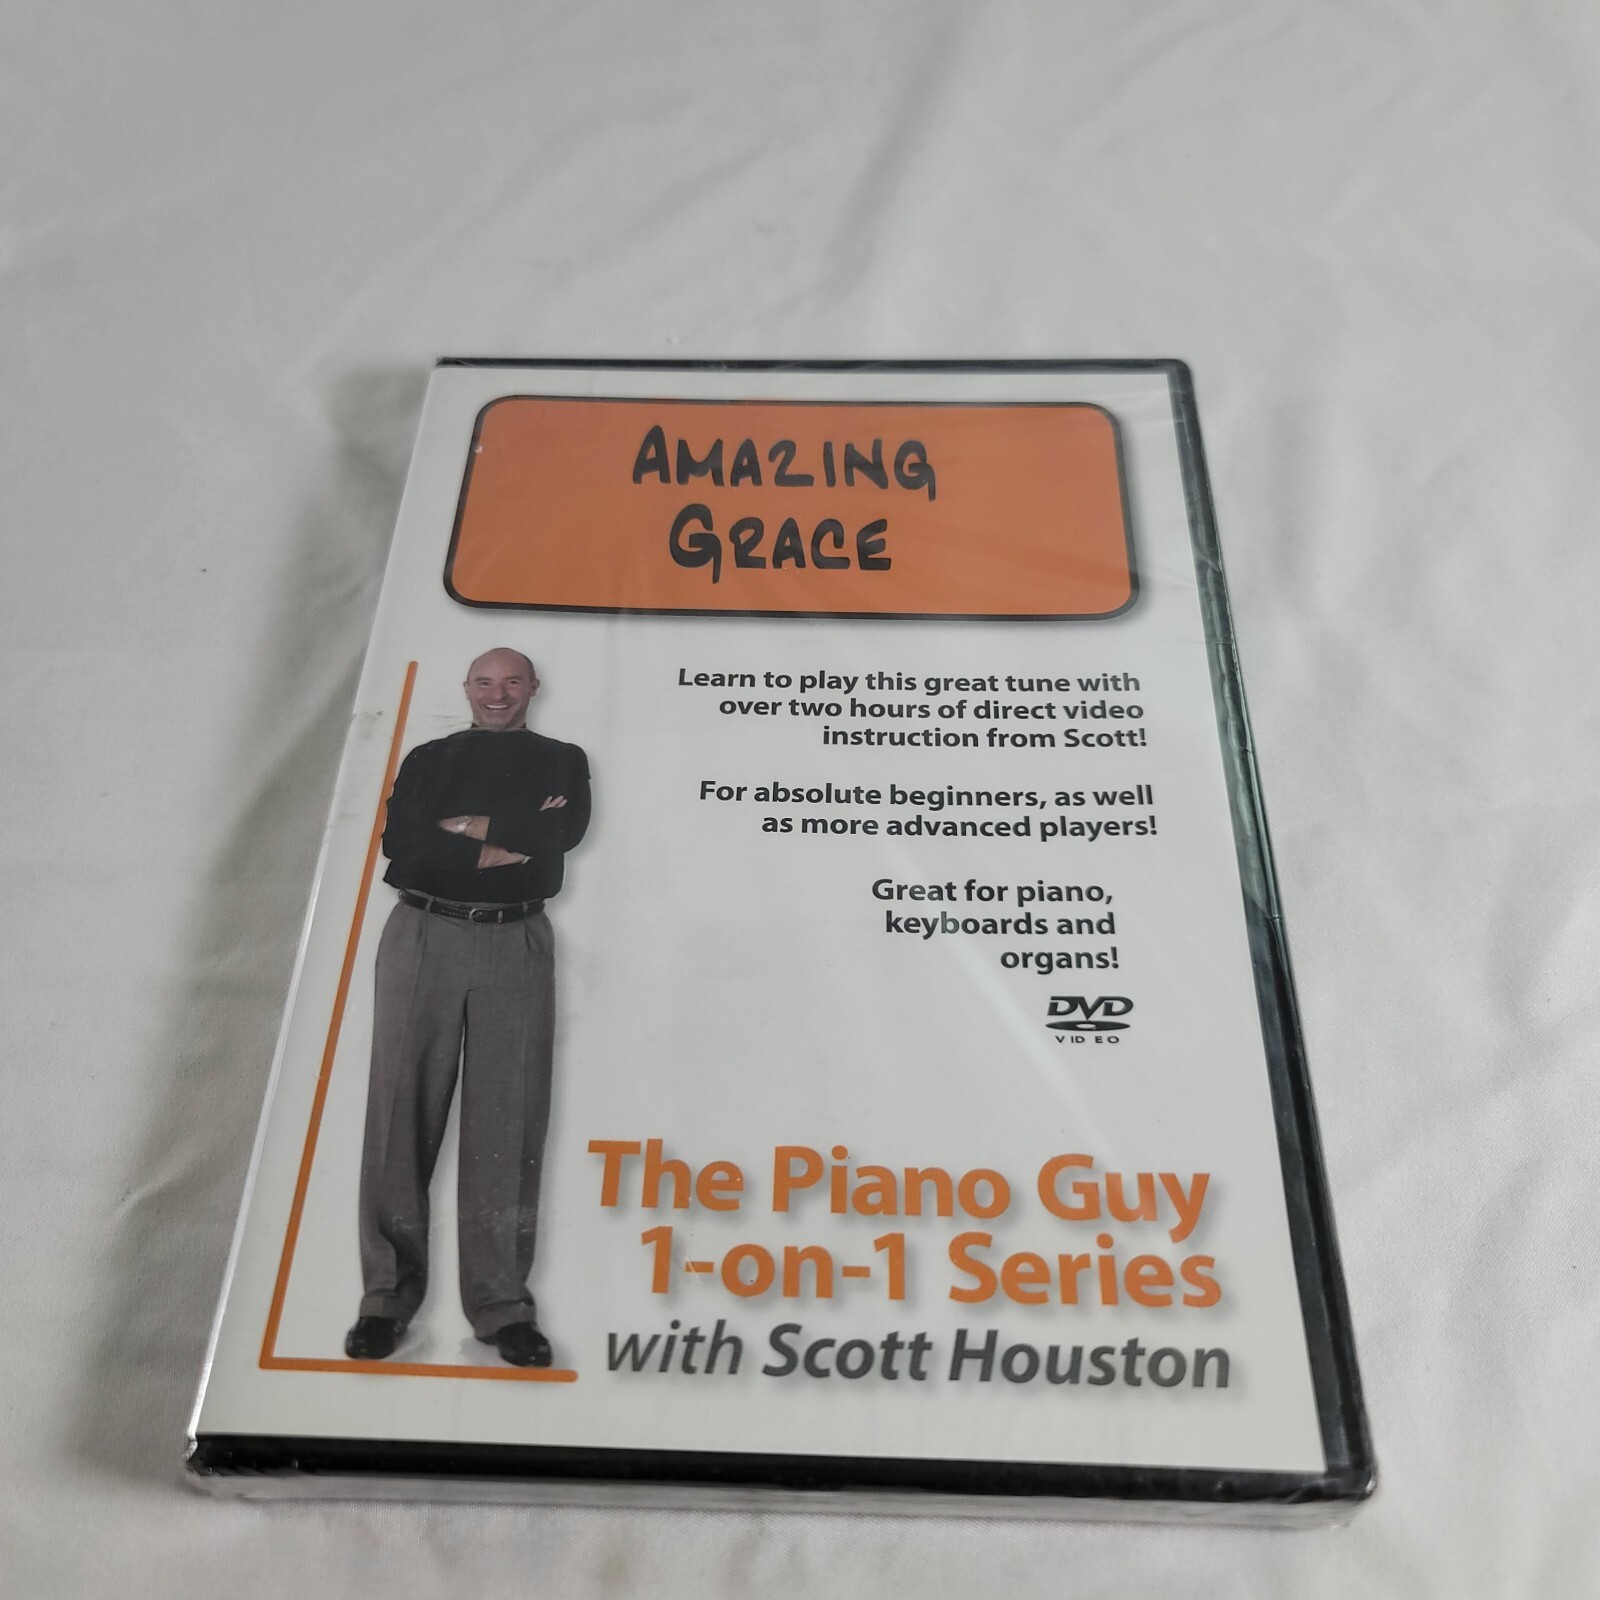 AMAZING
GRACE
Learn to play this great tune with
over two hours of direct video
instruction from Scott!
For absolute beginners, as well
as more advanced players!
Great for piano,
keyboards and
organs!
DVD
VIDEO
The Piano Guy
1-on-1 Series
with Scott Houston